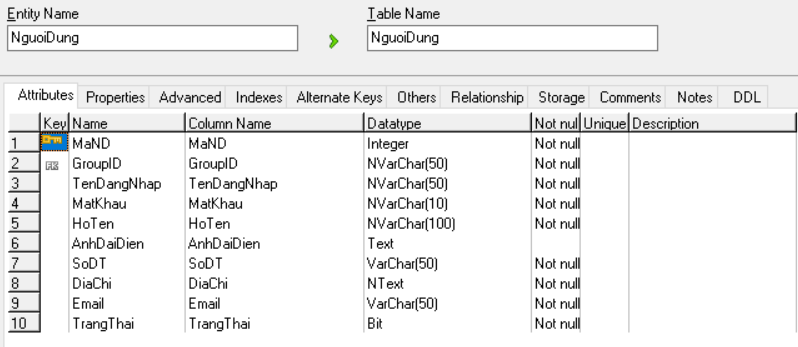 Entity Name Table Name
NguoiDung NguoiDung
Attributes Properties Advanced Indexes Alternate Keys Others Relationship Storage Comments Notes DDL
Key Name Column Name Datatype Not nul Unique Description
1 MaND MaND Integer Not null
2 FK GroupID GroupID NVarChar(50) Not null
3 TenDangNhap TenDangNhap NVarChar(50) Not null
4 MatKhau MatKhau NVarChar(10) Not null
5 HoTen HoTen NVarChar(100) Not null
6 AnhDaiDien AnhDaiDien Text
7 SoDT SoDT VarChar(50) Not null
8 DiaChi DiaChi NText Not null
9 Email Email VarChar(50) Not null
10 TrangThai TrangThai Bit Not null